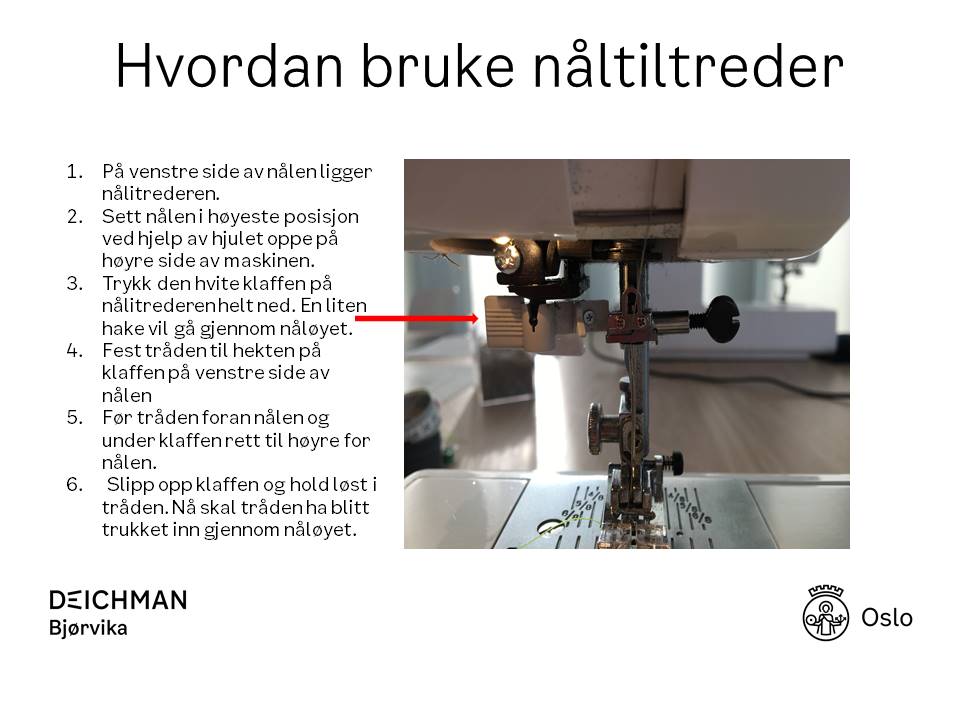 Hvordan bruke nåltiltreder
1. På venstre side av nålen ligger
nålitrederen.
2. Sett nålen i høyeste posisjon
ved hjelp av hjulet oppe på
høyre side av maskinen.
3. Trykk den hvite klaffen på
nålitrederen helt ned. En liten
hake vil gå gjennom nåløyet.
4. Fest tråden til hekten på
klaffen på venstre side av
nålen
5. Før tråden foran nålen og
under klaffen rett til høyre for
nålen.
6. Slipp opp klaffen og hold løst i
tråden. Nå skal tråden ha blitt
trukket inn gjennom nåløyet.
DEICHMAN
Bjørvika
Oslo